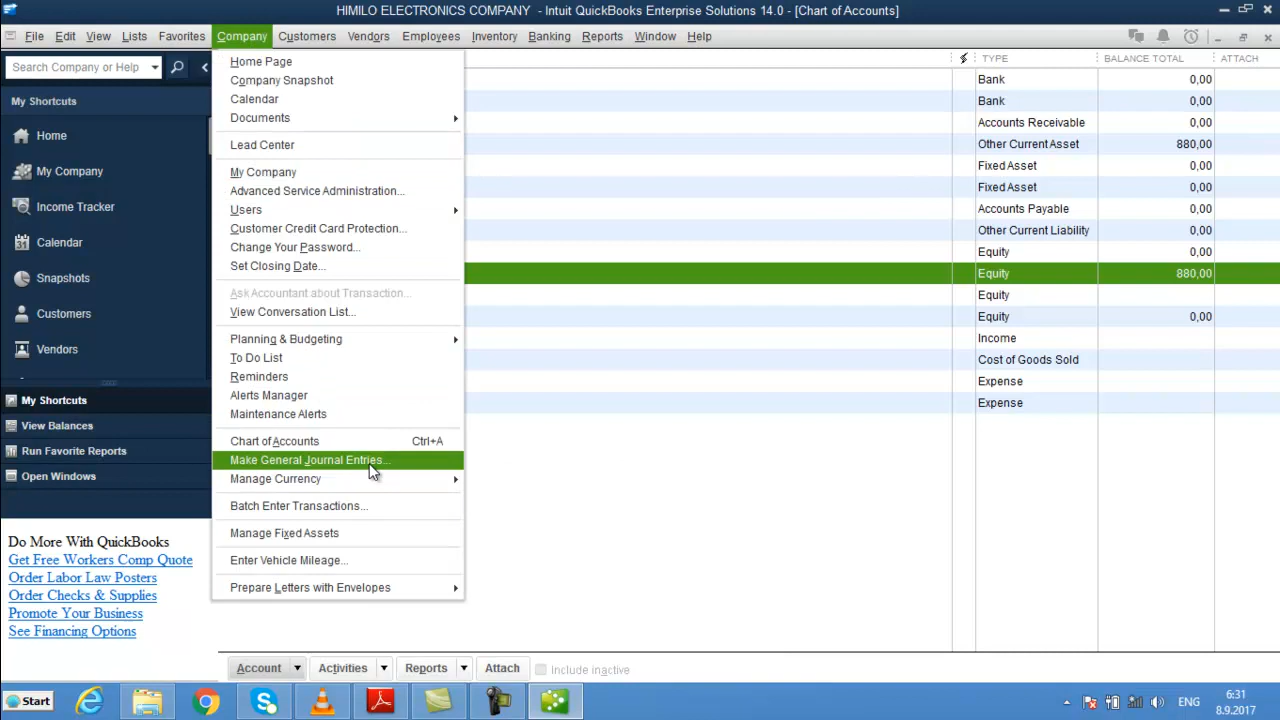 HIMILO ELECTRONICS COMPANY - Intuit QuickBooks Enterprise Solutions 14.0 - [Chart of Accounts]
File Edit View Lists Favorites Company Customers Vendors Employees Inventory Banking Reports Window Help
Search Company or Help
My Shortcuts
Home
My Company
Income Tracker
Calendar
Snapshots
Customers
Vendors
My Shortcuts
View Balances
Run Favorite Reports
Open Windows
Do More With QuickBooks
Get Free Workers Comp Quote
Order Labor Law Posters
Order Checks & Supplies
Promote Your Business
See Financing Options
Home Page
Company Snapshot
Calendar
Documents
Lead Center
My Company
Advanced Service Administration...
Users
Customer Credit Card Protection...
Change Your Password...
Set Closing Date...
Ask Accountant about Transaction...
View Conversation List...
Planning & Budgeting
To Do List
Reminders
Alerts Manager
Maintenance Alerts
Chart of Accounts Ctrl+A
Make General Journal Entries...
Manage Currency
Batch Enter Transactions...
Manage Fixed Assets
Enter Vehicle Mileage...
Prepare Letters with Envelopes
TYPE BALANCE TOTAL ATTACH
Bank 0,00
Bank 0,00
Accounts Receivable 0,00
Other Current Asset 880,00
Fixed Asset 0,00
Fixed Asset 0,00
Accounts Payable 0,00
Other Current Liability 0,00
Equity 0,00
Equity 880,00
Equity
Equity 0,00
Income
Cost of Goods Sold
Expense
Expense
Account Activities Reports Attach Include inactive
Start
ENG
6:31
8.9.2017